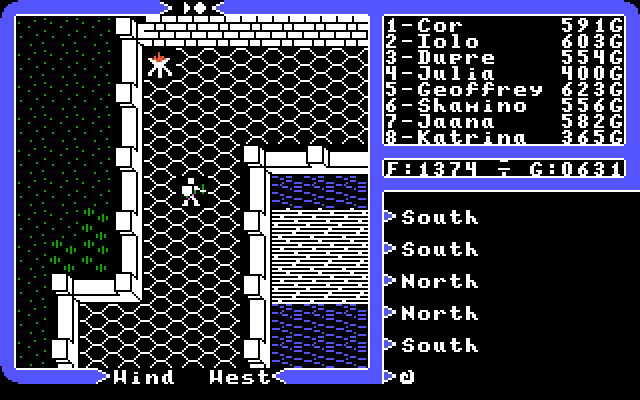 1-Cor 591G
2-Iolo 603G
3-Dupre 554G
4-Julia 400G
5-Geoffrey 623G
6-Shamino 556G
7-Jaana 582G
8-Katrina 365G
F:1374 G:0631
South
South
North
North
South
Wind West